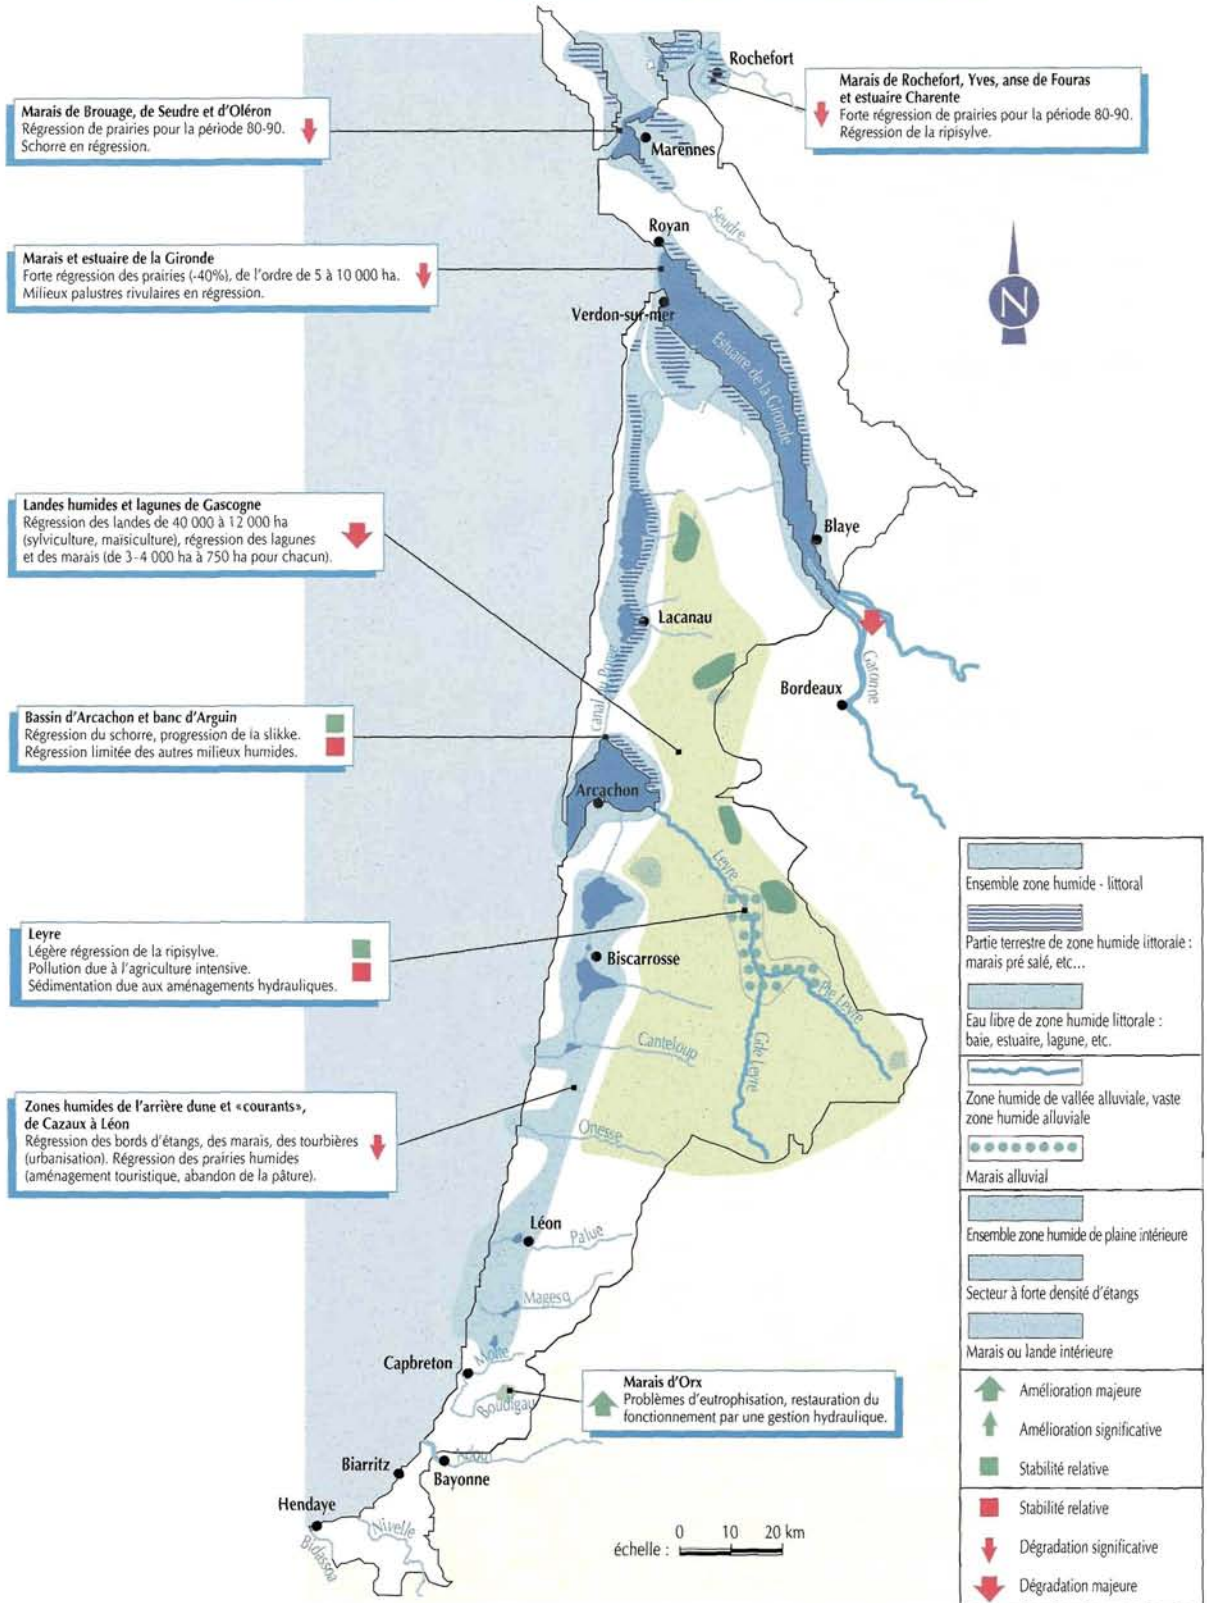 Rochefort
Marais de Rochefort, Yves, anse de Fouras
et estuaire Charente
Forte régression de prairies pour la période 80-90.
Régression de la ripisylve.
Marais de Brouage, de Seudre et d'Oléron
Régression de prairies pour la période 80-90.
Schorre en régression.
Marennes
Seudre
Royan
Marais et estuaire de la Gironde
Forte régression des prairies (-40%), de l'ordre de 5 à 10 000 ha.
Milieux palustres rivulaires en régression.
N
Verdon-sur-mer
Estuaire de la Gironde
Landes humides et lagunes de Gascogne
Régression des landes de 40 000 à 12 000 ha
(sylviculture, maïsiculture), régression des lagunes
et des marais (de 3-4 000 ha à 750 ha pour chacun).
Blaye
Lacanau
Garonne
Bordeaux
Canal du Porge
Bassin d'Arcachon et banc d'Arguin
Régression du schorre, progression de la slikke.
Régression limitée des autres milieux humides.
Arcachon
Leyre
Leyre
Légère régression de la ripisylve.
Pollution due à l'agriculture intensive.
Sédimentation due aux aménagements hydrauliques.
Biscarrosse
Pte Leyre
Gde Leyre
Canteloup
Zones humides de l'arrière dune et «courants»,
de Cazaux à Léon
Régression des bords d'étangs, des marais, des tourbières
(urbanisation). Régression des prairies humides
(aménagement touristique, abandon de la pâture).
Onesse
Léon
Palue
Magescq
Capbreton
Molle
Boudigau
Marais d'Orx
Problèmes d'eutrophisation, restauration du
fonctionnement par une gestion hydraulique.
Adour
Biarritz
Bayonne
Hendaye
Nivelle
Bidassoa
échelle :
0 10 20 km
Ensemble zone humide - littoral
Partie terrestre de zone humide littorale :
marais pré salé, etc...
Eau libre de zone humide littorale :
baie, estuaire, lagune, etc.
Zone humide de vallée alluviale, vaste
zone humide alluviale
Marais alluvial
Ensemble zone humide de plaine intérieure
Secteur à forte densité d'étangs
Marais ou lande intérieure
Amélioration majeure
Amélioration significative
Stabilité relative
Stabilité relative
Dégradation significative
Dégradation majeure